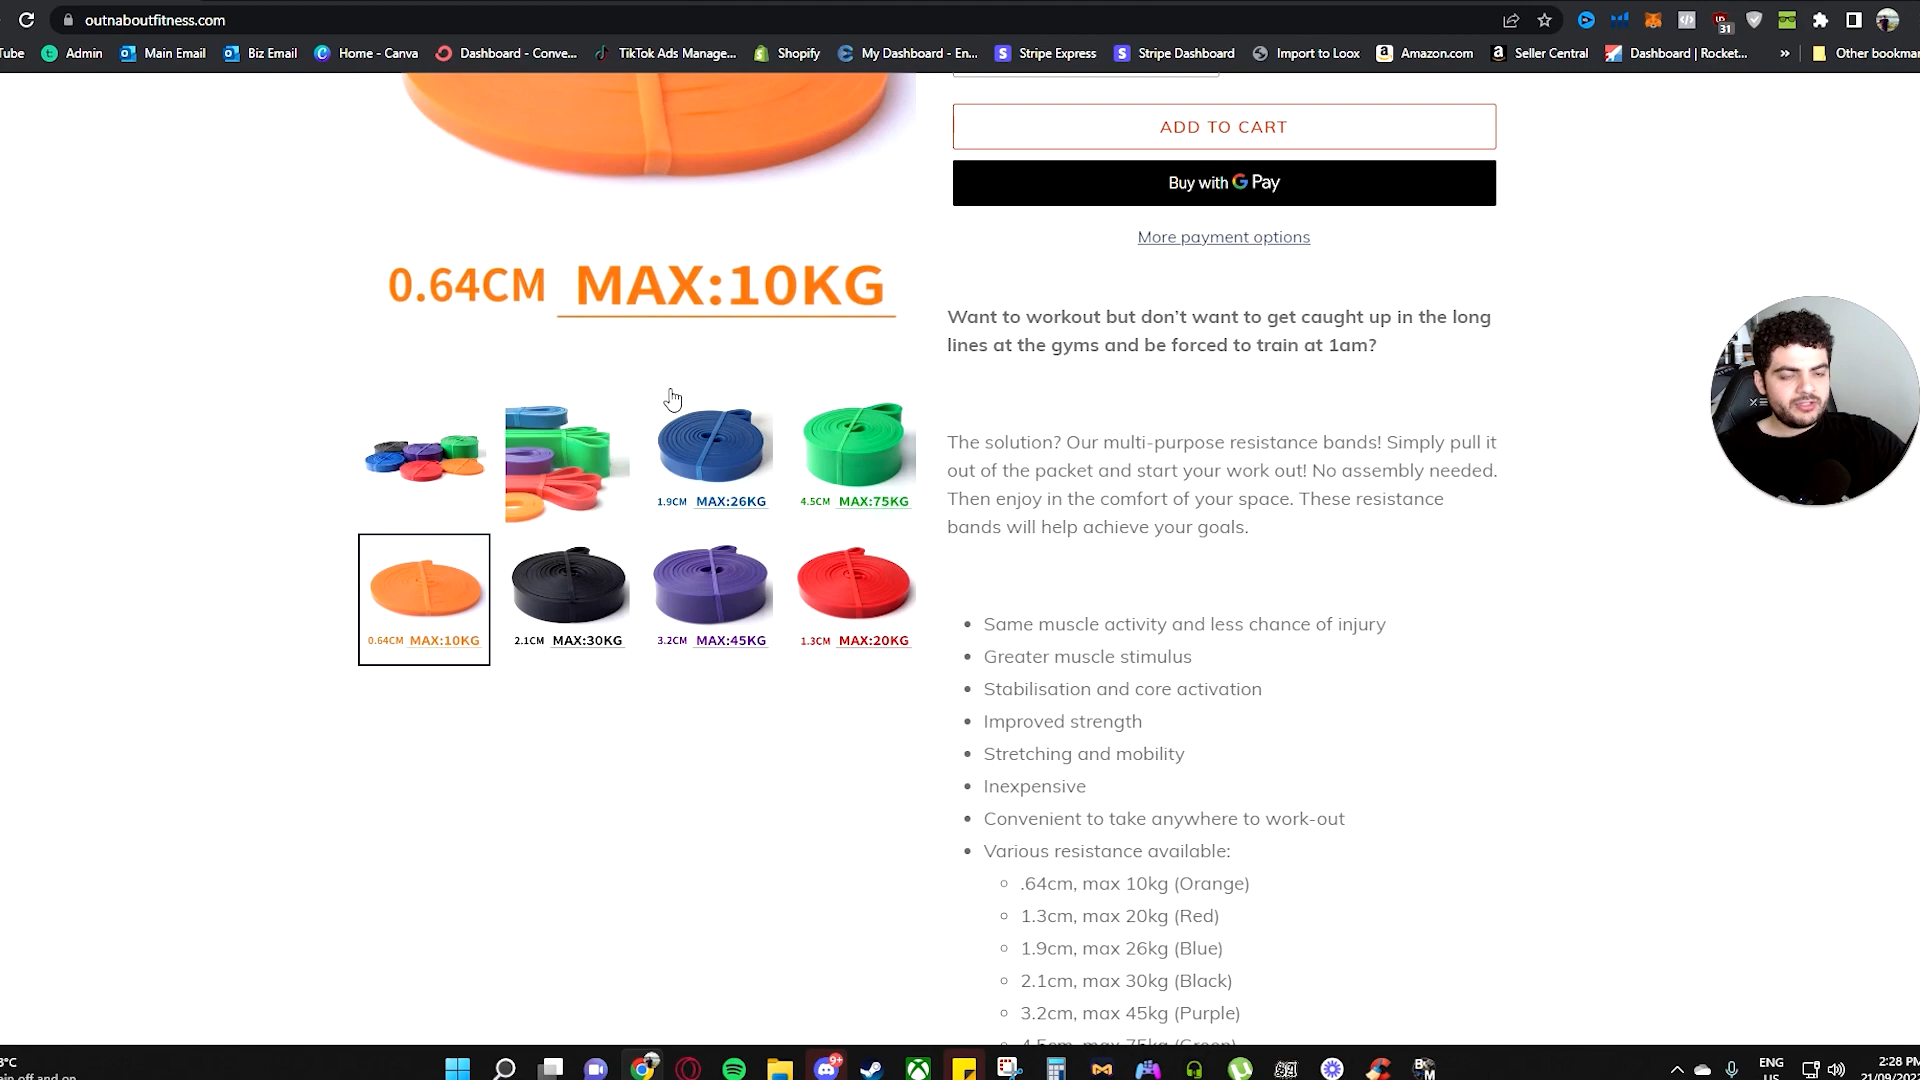 outnaboutfitness.com
31
Tube
Admin
Main Email
Biz Email
Home - Canva
Dashboard - Conve...
TikTok Ads Manage...
Shopify
My Dashboard - En...
Stripe Express
Stripe Dashboard
Import to Loox
Amazon.com
Seller Central
Dashboard | Rocket...
»
Other bookmar
ADD TO CART
Buy with G Pay
More payment options
0.64CM MAX:10KG
Want to workout but don’t want to get caught up in the long
lines at the gyms and be forced to train at 1am?
The solution? Our multi-purpose resistance bands! Simply pull it
out of the packet and start your work out! No assembly needed.
Then enjoy in the comfort of your space. These resistance
bands will help achieve your goals.
1.9CM MAX:26KG
4.5CM MAX:75KG
0.64CM MAX:10KG
2.1CM MAX:30KG
3.2CM MAX:45KG
1.3CM MAX:20KG
Same muscle activity and less chance of injury
Greater muscle stimulus
Stabilisation and core activation
Improved strength
Stretching and mobility
Inexpensive
Convenient to take anywhere to work-out
Various resistance available:
.64cm, max 10kg (Orange)
1.3cm, max 20kg (Red)
1.9cm, max 26kg (Blue)
2.1cm, max 30kg (Black)
3.2cm, max 45kg (Purple)
4.5cm, max 75kg (Green)
9+
ENG
US
2:28 PM